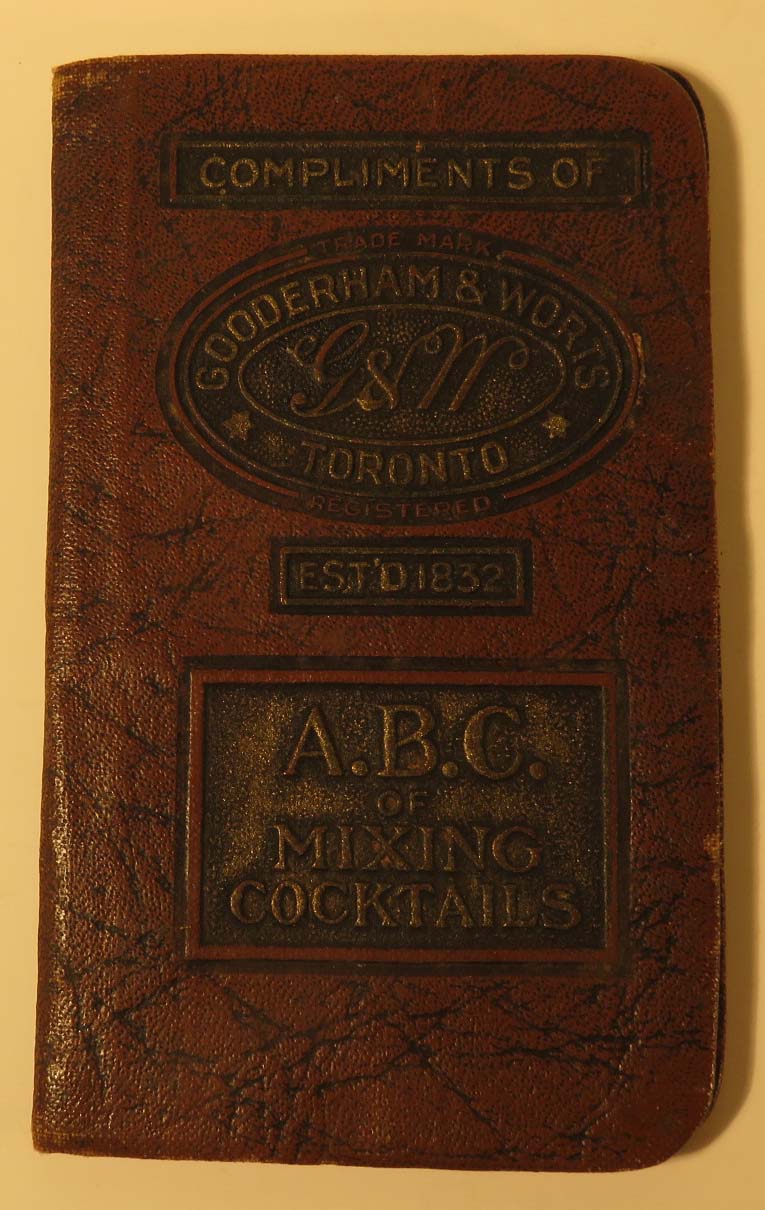 COMPLIMENTS OF
TRADE MARK
GOODERHAM & WORTS
G&W
TORONTO
REGISTERED
EST'D 1832
A.B.C.
OF
MIXING
COCKTAILS